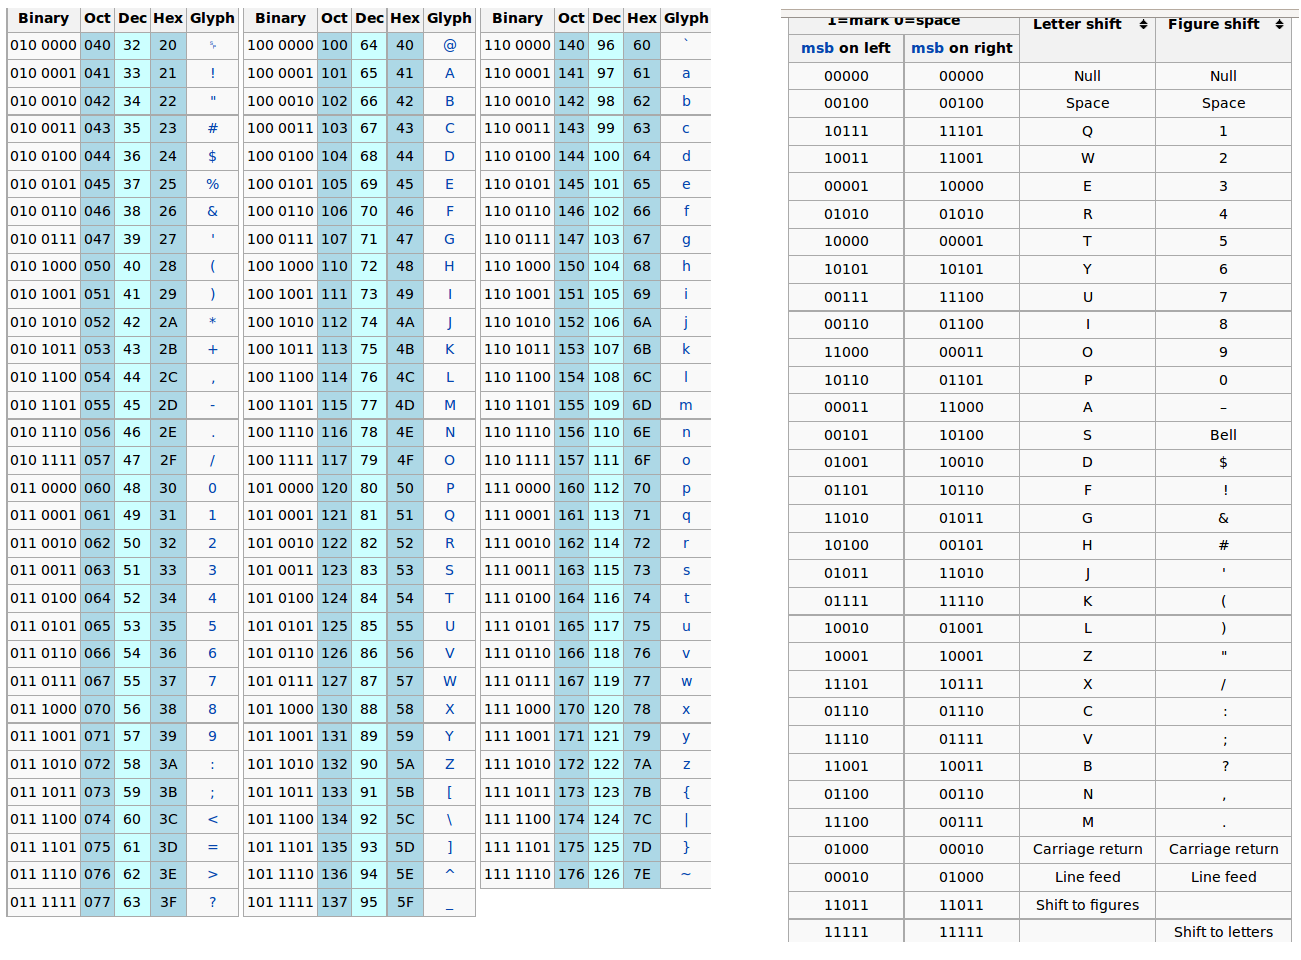 Binary Oct Dec Hex Glyph Binary Oct Dec Hex Glyph Binary Oct Dec Hex Glyph
010 0000 040 32 20 ␠ 100 0000 100 64 40 @ 110 0000 140 96 60 `
010 0001 041 33 21 ! 100 0001 101 65 41 A 110 0001 141 97 61 a
010 0010 042 34 22 " 100 0010 102 66 42 B 110 0010 142 98 62 b
010 0011 043 35 23 # 100 0011 103 67 43 C 110 0011 143 99 63 c
010 0100 044 36 24 $ 100 0100 104 68 44 D 110 0100 144 100 64 d
010 0101 045 37 25 % 100 0101 105 69 45 E 110 0101 145 101 65 e
010 0110 046 38 26 & 100 0110 106 70 46 F 110 0110 146 102 66 f
010 0111 047 39 27 ' 100 0111 107 71 47 G 110 0111 147 103 67 g
010 1000 050 40 28 ( 100 1000 110 72 48 H 110 1000 150 104 68 h
010 1001 051 41 29 ) 100 1001 111 73 49 I 110 1001 151 105 69 i
010 1010 052 42 2A * 100 1010 112 74 4A J 110 1010 152 106 6A j
010 1011 053 43 2B + 100 1011 113 75 4B K 110 1011 153 107 6B k
010 1100 054 44 2C , 100 1100 114 76 4C L 110 1100 154 108 6C l
010 1101 055 45 2D - 100 1101 115 77 4D M 110 1101 155 109 6D m
010 1110 056 46 2E . 100 1110 116 78 4E N 110 1110 156 110 6E n
010 1111 057 47 2F / 100 1111 117 79 4F O 110 1111 157 111 6F o
011 0000 060 48 30 0 101 0000 120 80 50 P 111 0000 160 112 70 p
011 0001 061 49 31 1 101 0001 121 81 51 Q 111 0001 161 113 71 q
011 0010 062 50 32 2 101 0010 122 82 52 R 111 0010 162 114 72 r
011 0011 063 51 33 3 101 0011 123 83 53 S 111 0011 163 115 73 s
011 0100 064 52 34 4 101 0100 124 84 54 T 111 0100 164 116 74 t
011 0101 065 53 35 5 101 0101 125 85 55 U 111 0101 165 117 75 u
011 0110 066 54 36 6 101 0110 126 86 56 V 111 0110 166 118 76 v
011 0111 067 55 37 7 101 0111 127 87 57 W 111 0111 167 119 77 w
011 1000 070 56 38 8 101 1000 130 88 58 X 111 1000 170 120 78 x
011 1001 071 57 39 9 101 1001 131 89 59 Y 111 1001 171 121 79 y
011 1010 072 58 3A : 101 1010 132 90 5A Z 111 1010 172 122 7A z
011 1011 073 59 3B ; 101 1011 133 91 5B [ 111 1011 173 123 7B {
011 1100 074 60 3C < 101 1100 134 92 5C \ 111 1100 174 124 7C |
011 1101 075 61 3D = 101 1101 135 93 5D ] 111 1101 175 125 7D }
011 1110 076 62 3E > 101 1110 136 94 5E ^ 111 1110 176 126 7E ~
011 1111 077 63 3F ? 101 1111 137 95 5F _
1=mark 0=space Letter shift Figure shift
msb on left msb on right
00000 00000 Null Null
00100 00100 Space Space
10111 11101 Q 1
10011 11001 W 2
00001 10000 E 3
01010 01010 R 4
10000 00001 T 5
10101 10101 Y 6
00111 11100 U 7
00110 01100 I 8
11000 00011 O 9
10110 01101 P 0
00011 11000 A –
00101 10100 S Bell
01001 10010 D $
01101 10110 F !
11010 01011 G &
10100 00101 H #
01011 11010 J '
01111 11110 K (
10010 01001 L )
10001 10001 Z "
11101 10111 X /
01110 01110 C :
11110 01111 V ;
11001 10011 B ?
01100 00110 N ,
11100 00111 M .
01000 00010 Carriage return Carriage return
00010 01000 Line feed Line feed
11011 11011 Shift to figures
11111 11111 Shift to letters